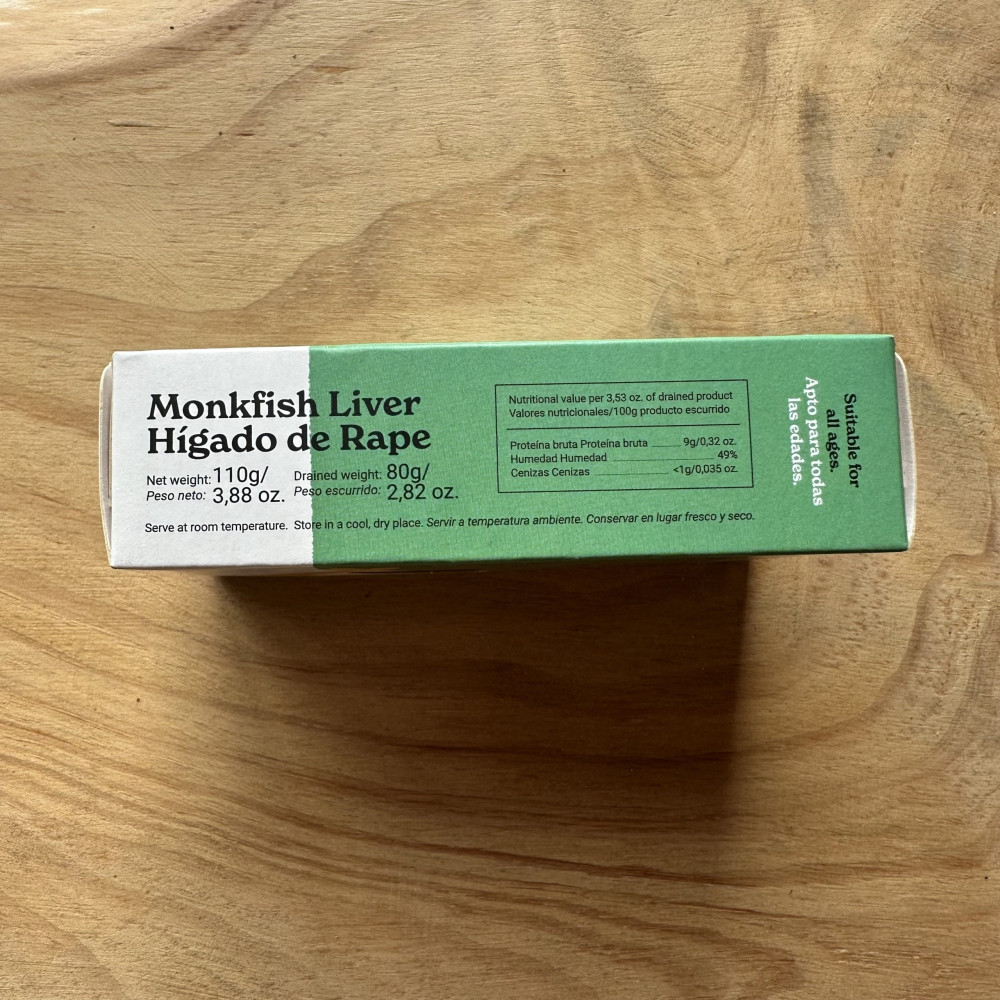 Monkfish Liver
Hígado de Rape
Net weight: 110g/
Peso neto: 3,88 oz.
Drained weight: 80g/
Peso escurrido: 2,82 oz.
Serve at room temperature. Store in a cool, dry place. Servir a temperatura ambiente. Conservar en lugar fresco y seco.
Nutritional value per 3,53 oz. of drained product
Valores nutricionales/100g producto escurrido
Proteína bruta Proteína bruta 9g/0,32 oz.
Humedad Humedad 49%
Cenizas Cenizas <1g/0,035 oz.
Suitable for
all ages.
Apto para todas
las edades.